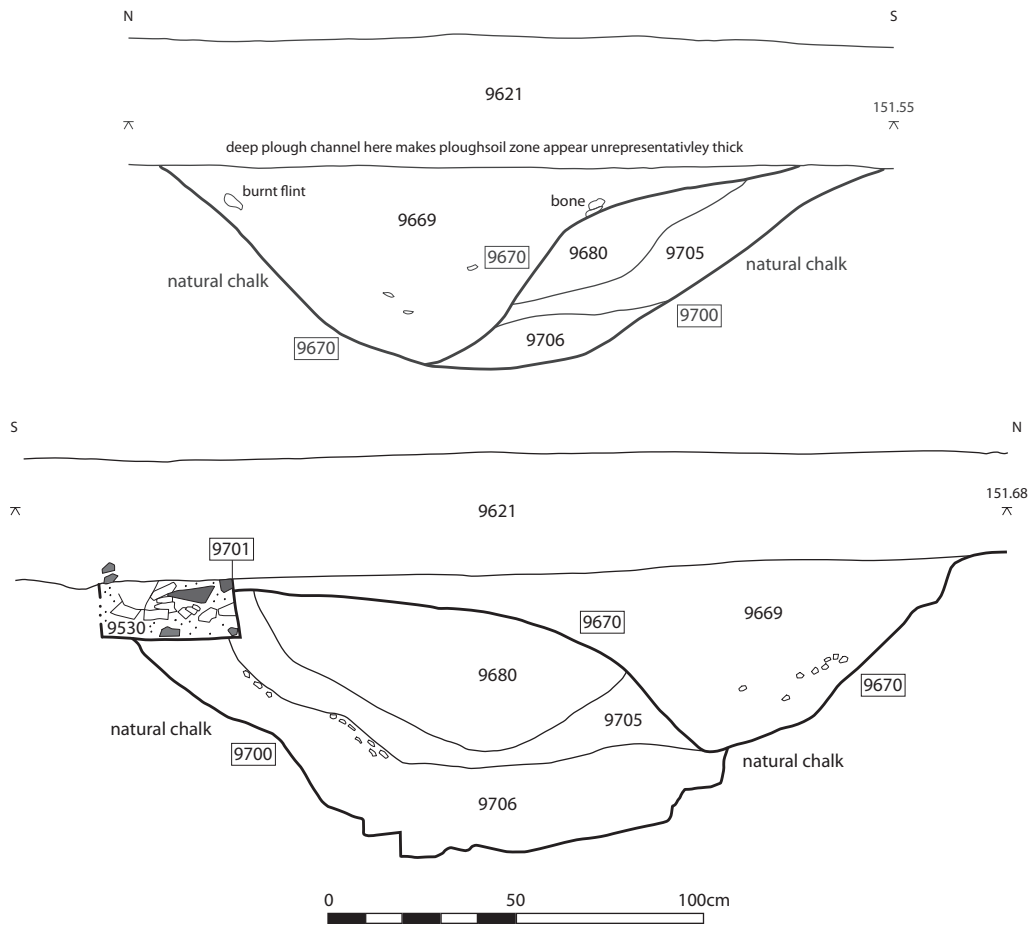 N S
9621
151.55
deep plough channel here makes ploughsoil zone appear unrepresentativley thick
burnt flint
bone
9669
9670
9680
9705
natural chalk
natural chalk
9700
9670
9706
S N
151.68
9621
9701
9530
9670
9669
9680
9670
9705
natural chalk
9700
natural chalk
9706
0 50 100cm